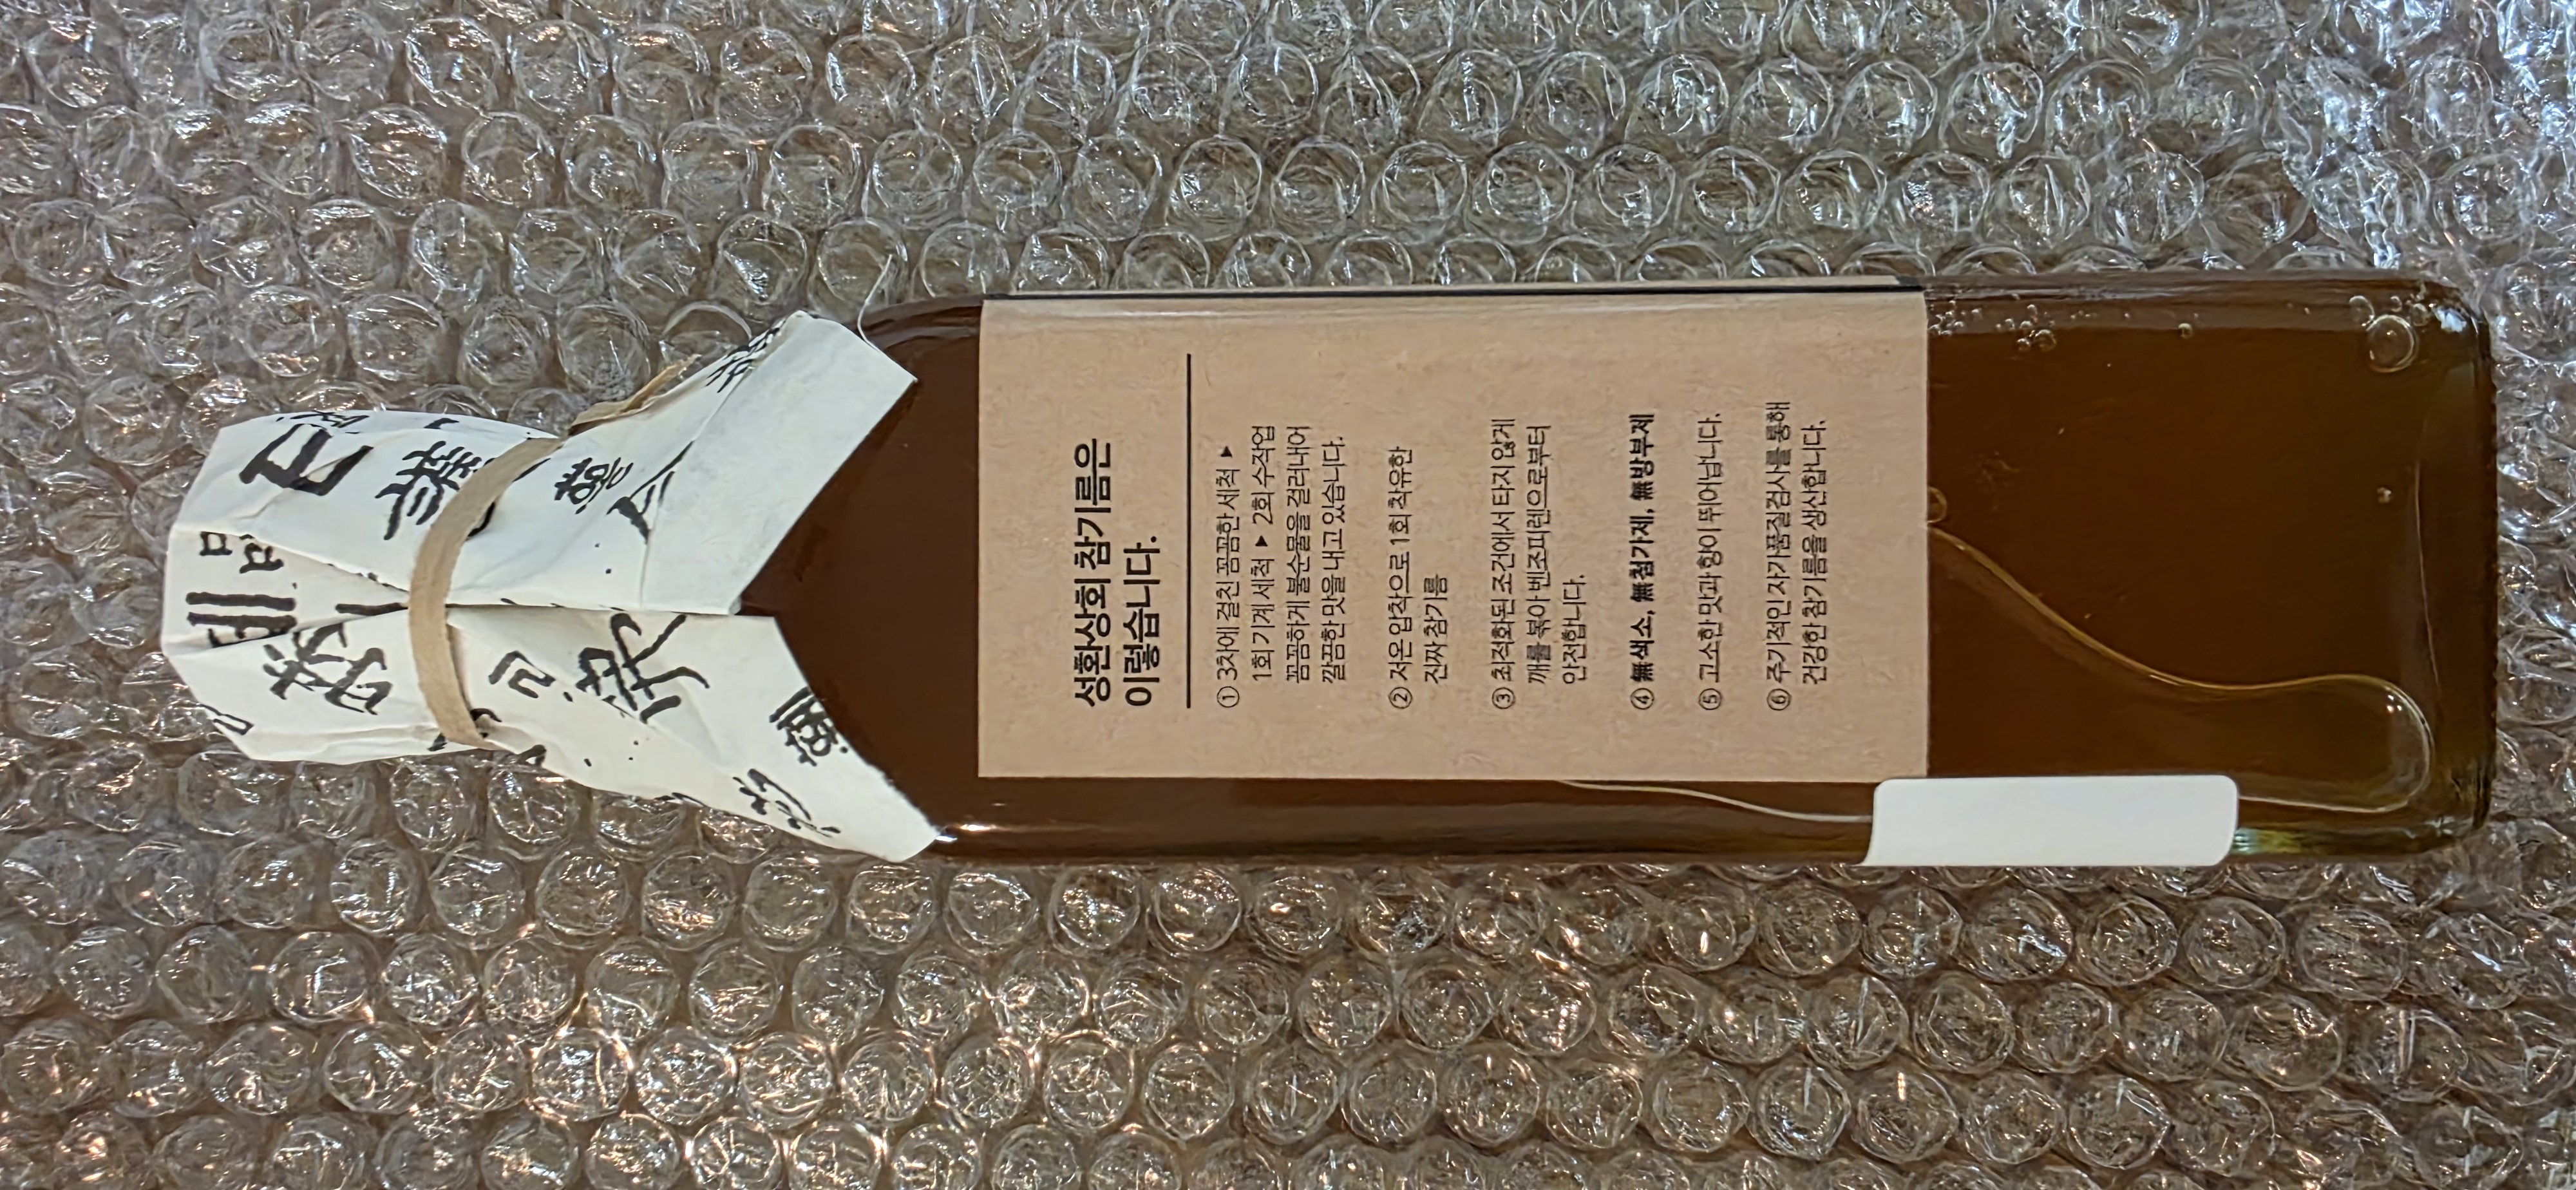 성환상회 참기름은
이렇습니다.
① 3차에 걸친 꼼꼼한 세척 ▶
1회 기계 세척 ▶ 2회 수작업
꼼꼼하게 불순물을 걸러내어
깔끔한 맛을 내고 있습니다.
② 저온 압착으로 1회 착유한
진짜 참기름
③ 최적화된 조건에서 타지 않게
깨를 볶아 벤조피렌으로부터
안전합니다.
④ 無색소, 無첨가제, 無방부제
⑤ 고소한 맛과 향이 뛰어납니다.
⑥ 주기적인 자가품질검사를 통해
건강한 참기름을 생산합니다.